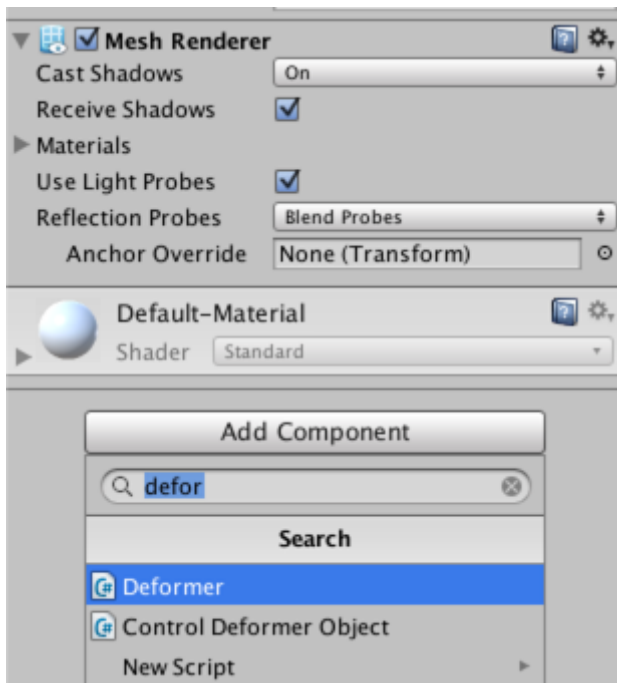 Mesh Renderer
Cast Shadows On
Receive Shadows
Materials
Use Light Probes
Reflection Probes Blend Probes
Anchor Override None (Transform)
Default-Material
Shader Standard
Add Component
defor
Search
Deformer
Control Deformer Object
New Script